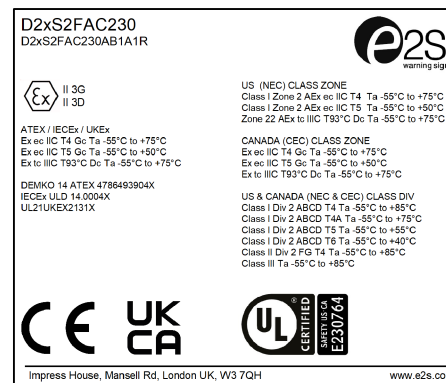 D2xS2FAC230
D2xS2FAC230AB1A1R
e2S
warning sign
Ex
II 3G
II 3D
ATEX / IECEx / UKEx
Ex ec IIC T4 Gc Ta -55°C to +75°C
Ex ec IIC T5 Gc Ta -55°C to +50°C
Ex tc IIIC T93°C Dc Ta -55°C to +75°C
DEMKO 14 ATEX 4786493904X
IECEx ULD 14.0004X
UL21UKEX2131X
US (NEC) CLASS ZONE
Class I Zone 2 AEx ec IIC T4 Ta -55°C to +75°C
Class I Zone 2 AEx ec IIC T5 Ta -55°C to +50°C
Zone 22 AEx tc IIIC T93°C Dc Ta -55°C to +75°C
CANADA (CEC) CLASS ZONE
Ex ec IIC T4 Gc Ta -55°C to +75°C
Ex ec IIC T5 Gc Ta -55°C to +50°C
Ex tc IIIC T93°C Dc Ta -55°C to +75°C
US & CANADA (NEC & CEC) CLASS DIV
Class I Div 2 ABCD T4 Ta -55°C to +85°C
Class I Div 2 ABCD T4A Ta -55°C to +75°C
Class I Div 2 ABCD T5 Ta -55°C to +55°C
Class I Div 2 ABCD T6 Ta -55°C to +40°C
Class II Div 2 FG T4 Ta -55°C to +85°C
Class III Ta -55°C to +85°C
CE
UK
CA
UL
®
CERTIFIED
SAFETY US CA
E230764
Impress House, Mansell Rd, London UK, W3 7QH
www.e2s.co